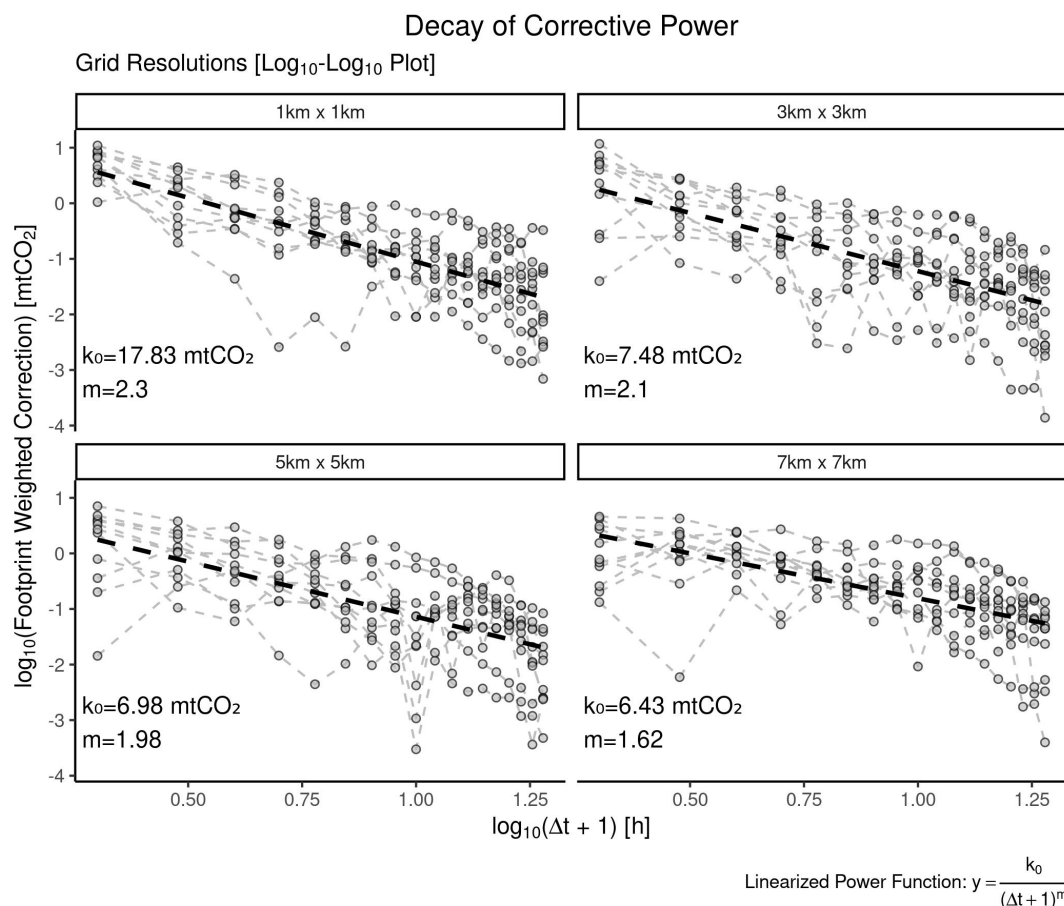 Decay of Corrective Power
Grid Resolutions [Log₁₀-Log₁₀ Plot]
1km x 1km
3km x 3km
1
0
-1
-2
-3
-4
k₀=17.83 mtCO₂
m=2.3
k₀=7.48 mtCO₂
m=2.1
log₁₀(Footprint Weighted Correction) [mtCO₂]
5km x 5km
7km x 7km
1
0
-1
-2
-3
-4
k₀=6.98 mtCO₂
m=1.98
k₀=6.43 mtCO₂
m=1.62
0.50 0.75 1.00 1.25
0.50 0.75 1.00 1.25
log₁₀(Δt + 1) [h]
Linearized Power Function: y = k₀ / (Δt + 1)ᵐ